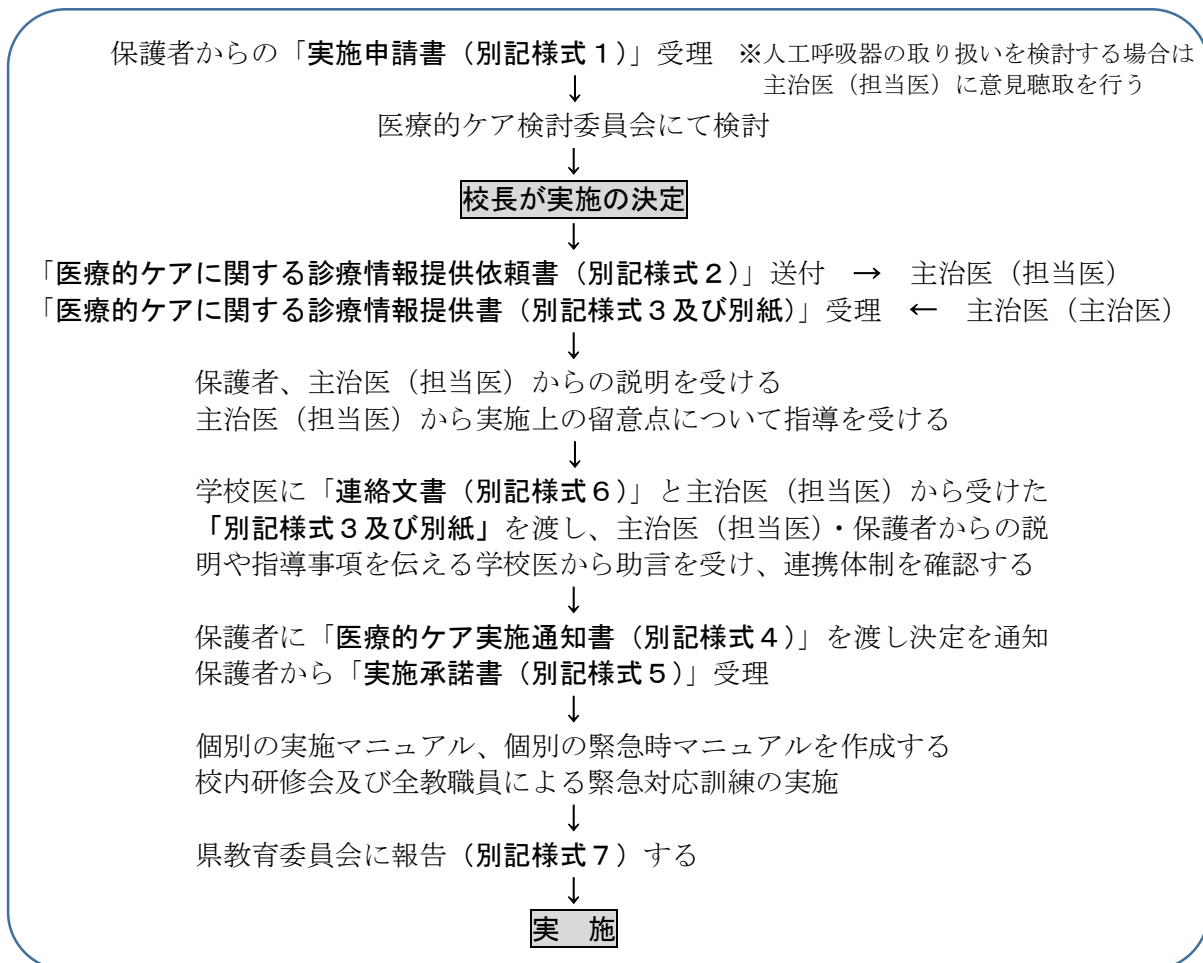 保護者からの「実施申請書（別記様式１）」受理　※人工呼吸器の取り扱いを検討する場合は
主治医（担当医）に意見聴取を行う
↓
医療的ケア検討委員会にて検討
↓
校長が実施の決定
↓
「医療的ケアに関する診療情報提供依頼書（別記様式２）」送付　→　主治医（担当医）
「医療的ケアに関する診療情報提供書（別記様式３及び別紙）」受理　←　主治医（主治医）
↓
保護者、主治医（担当医）からの説明を受ける
主治医（担当医）から実施上の留意点について指導を受ける
↓
学校医に「連絡文書（別記様式６）」と主治医（担当医）から受けた
「別記様式３及び別紙」を渡し、主治医（担当医）・保護者からの説
明や指導事項を伝える学校医から助言を受け、連携体制を確認する
↓
保護者に「医療的ケア実施通知書（別記様式４）」を渡し決定を通知
保護者から「実施承諾書（別記様式５）」受理
↓
個別の実施マニュアル、個別の緊急時マニュアルを作成する
校内研修会及び全教職員による緊急対応訓練の実施
↓
県教育委員会に報告（別記様式７）する
↓
実　施